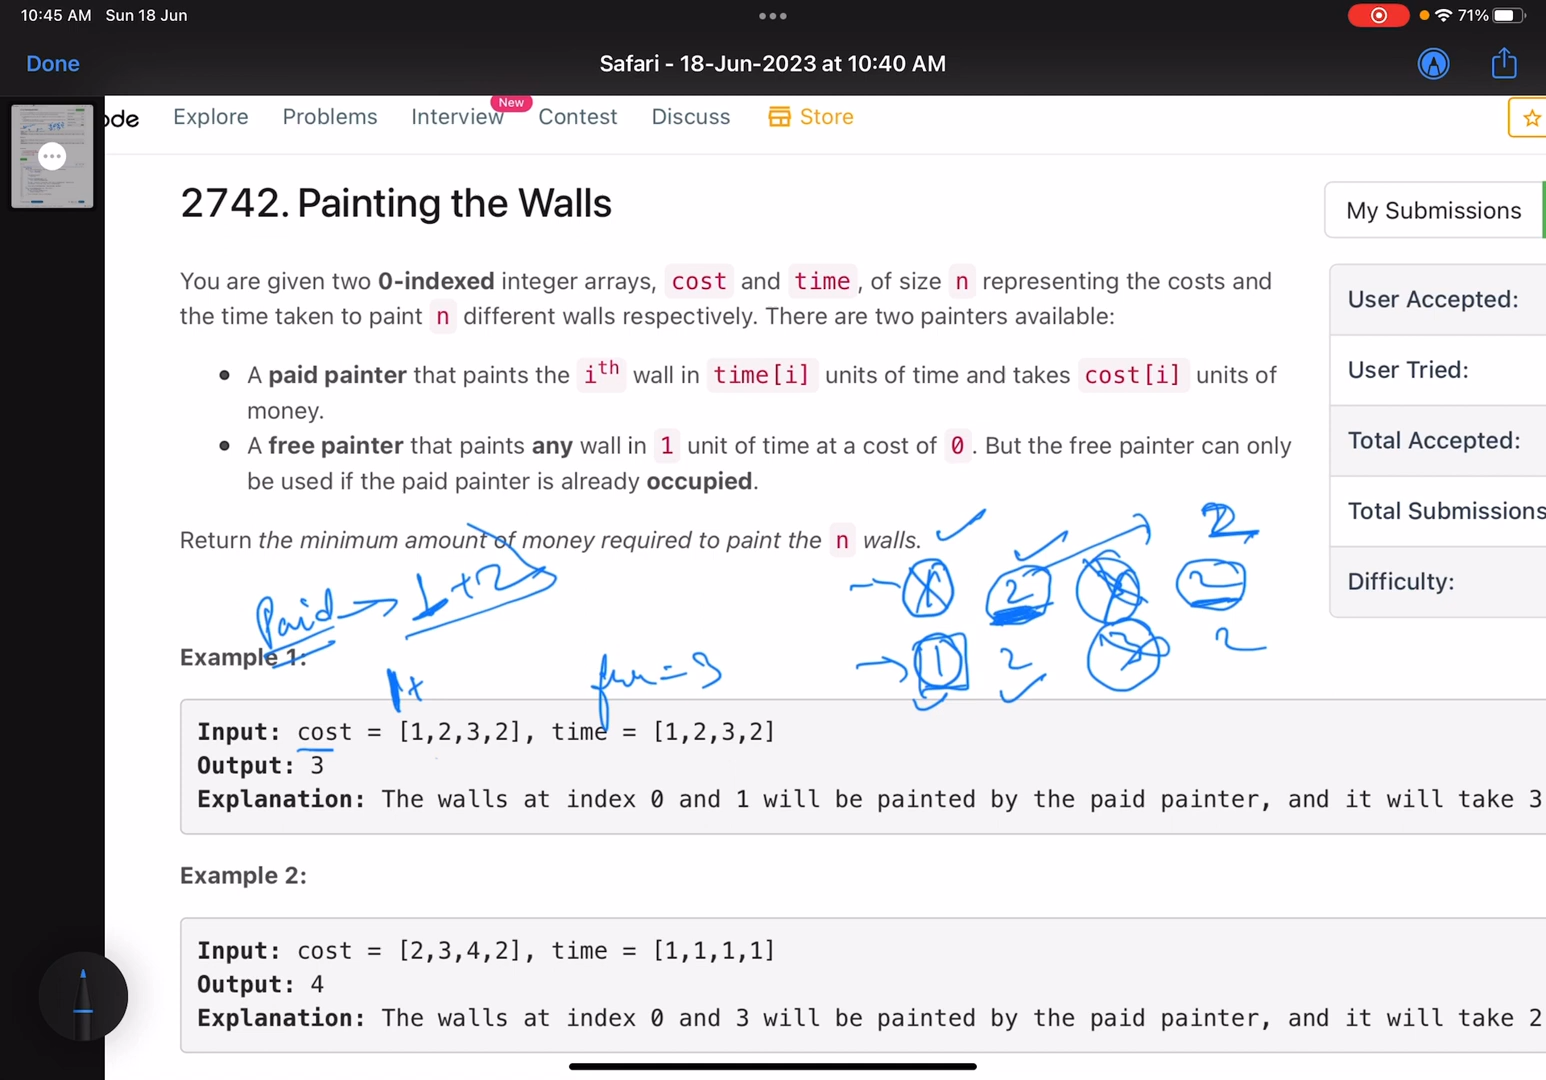 10:45 AM Sun 18 Jun
71%
Done
Safari - 18-Jun-2023 at 10:40 AM
ode Explore Problems Interview New Contest Discuss Store
2742. Painting the Walls
My Submissions
You are given two 0-indexed integer arrays, cost and time, of size n representing the costs and
the time taken to paint n different walls respectively. There are two painters available:
User Accepted:
• A paid painter that paints the ith wall in time[i] units of time and takes cost[i] units of
money.
User Tried:
• A free painter that paints any wall in 1 unit of time at a cost of 0. But the free painter can only
be used if the paid painter is already occupied.
Total Accepted:
Total Submissions
Return the minimum amount of money required to paint the n walls.
2
Difficulty:
Paid → 1+2
2 2
Example 1:
1 2 2
1+
= 3
Input: cost = [1,2,3,2], time = [1,2,3,2]
Output: 3
Explanation: The walls at index 0 and 1 will be painted by the paid painter, and it will take 3
Example 2:
Input: cost = [2,3,4,2], time = [1,1,1,1]
Output: 4
Explanation: The walls at index 0 and 3 will be painted by the paid painter, and it will take 2